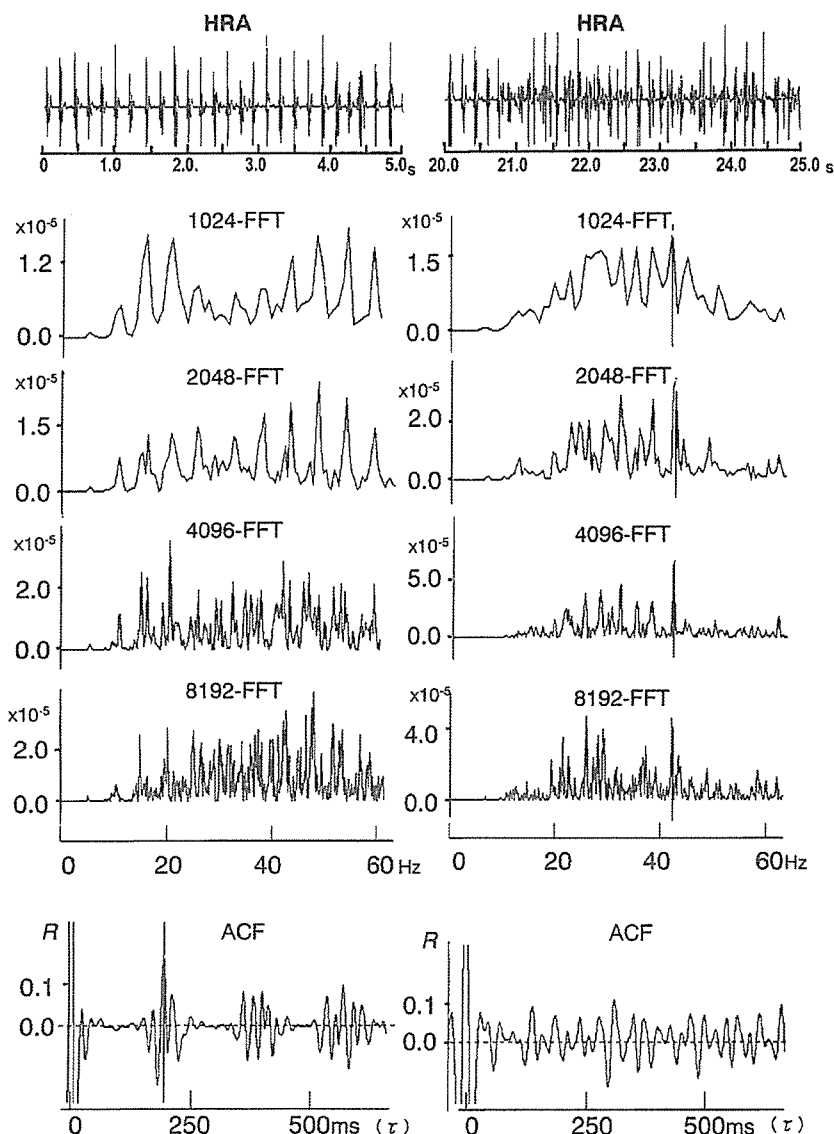 HRA HRA
0 1.0 2.0. 3.0 4.0 5.0s 20.0 21.0 22.0 23.0 24.0 25.0 s
x10-5 1024-FFT x10-5 1024-FFT
1.2 1.5
0.0 0.0
x10-5 2048-FFT x10-5 2048-FFT
1.5 2.0
0.0 0.0
x10-5 4096-FFT x10-5 4096-FFT
2.0 5.0
0.0 0.0
x10-5 8192-FFT x10-5 8192-FFT
2.0 4.0
0.0 0.0
0 20 40 60 Hz 0 20 40 60 Hz
R ACF R ACF
0.1 0.1
0.0 0.0
0 250 500ms (τ) 0 250 500ms (τ)